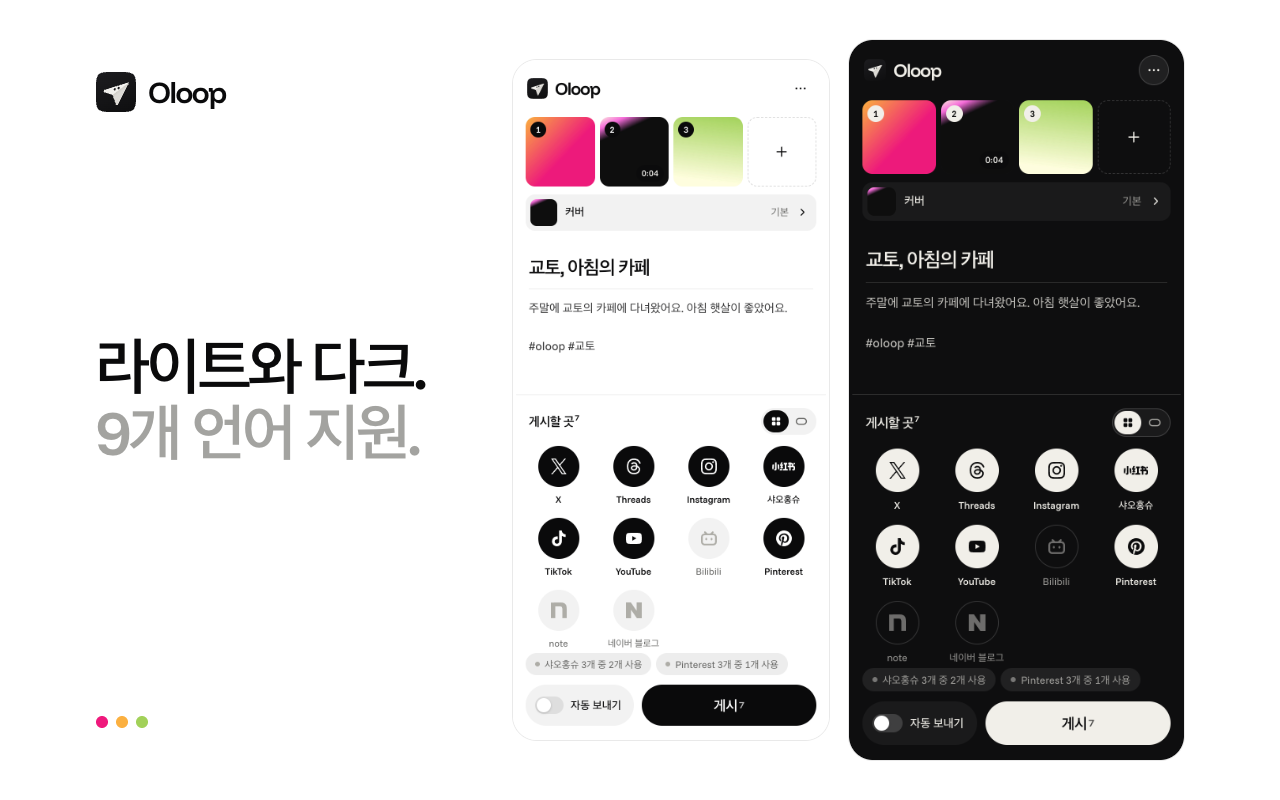 Oloop
라이트와 다크.
9개 언어 지원.
Oloop
1
2
0:04
3
커버
기본
교토, 아침의 카페
주말에 교토의 카페에 다녀왔어요. 아침 햇살이 좋았어요.
#oloop #교토
게시할 곳7
小红书
X
Threads
Instagram
샤오훙슈
TikTok
YouTube
Bilibili
Pinterest
note
네이버 블로그
샤오훙슈 3개 중 2개 사용
Pinterest 3개 중 1개 사용
자동 보내기
게시7
Oloop
1
2
0:04
3
커버
기본
교토, 아침의 카페
주말에 교토의 카페에 다녀왔어요. 아침 햇살이 좋았어요.
#oloop #교토
게시할 곳7
小红书
X
Threads
Instagram
샤오훙슈
TikTok
YouTube
Bilibili
Pinterest
note
네이버 블로그
샤오훙슈 3개 중 2개 사용
Pinterest 3개 중 1개 사용
자동 보내기
게시7